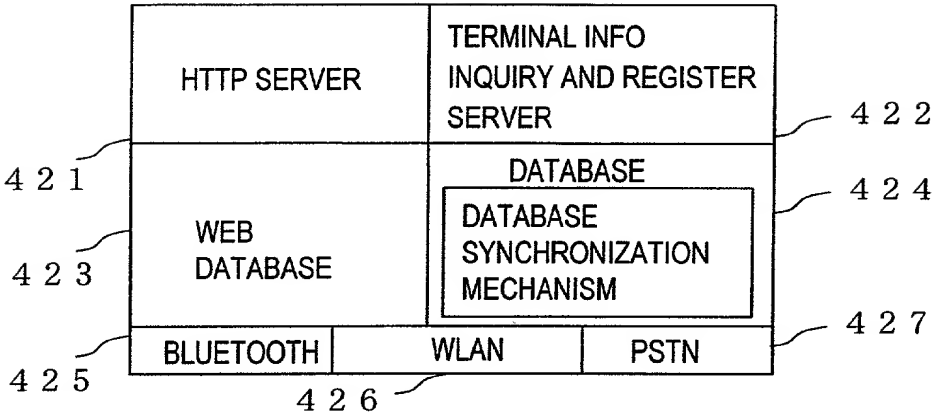 HTTP SERVER
TERMINAL INFO
INQUIRY AND REGISTER
SERVER
422
421
DATABASE
424
WEB
DATABASE
DATABASE
SYNCHRONIZATION
MECHANISM
423
427
BLUETOOTH
WLAN
PSTN
425
426